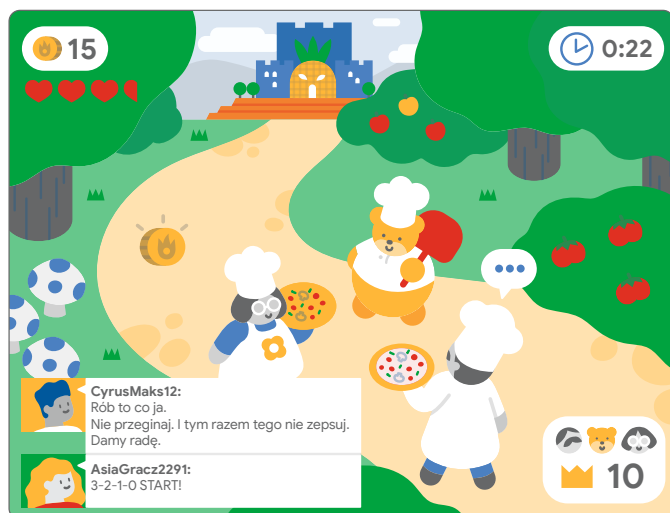 15
0:22
CyrusMaks12:
Rób to co ja.
Nie przeginaj. I tym razem tego nie zepsuj.
Damy radę.
AsiaGracz2291:
3-2-1-0 START!
10